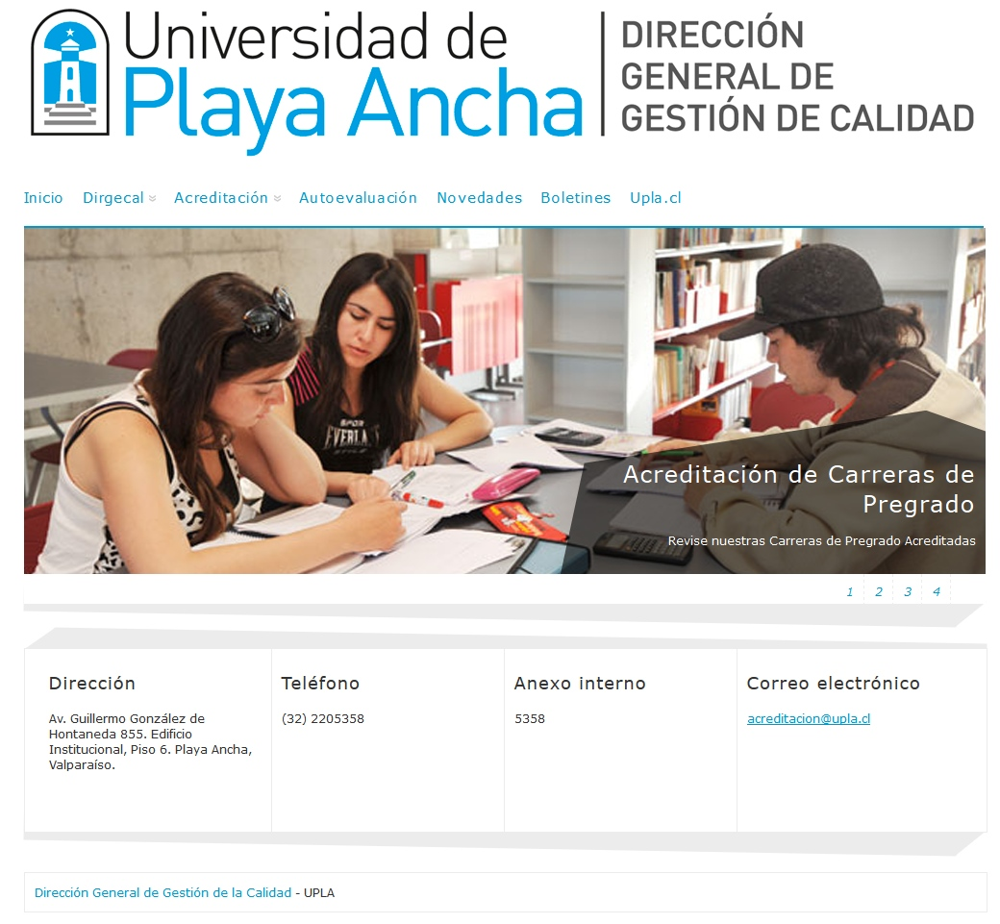 Universidad de
Playa Ancha
DIRECCIÓN
GENERAL DE
GESTIÓN DE CALIDAD
Inicio Dirgecal Acreditación Autoevaluación Novedades Boletines Upla.cl
SPOR
EVERLAS
STYLE
Acreditación de Carreras de
Pregrado
Revise nuestras Carreras de Pregrado Acreditadas
1 2 3 4
Dirección
Av. Guillermo González de
Hontaneda 855. Edificio
Institucional, Piso 6. Playa Ancha,
Valparaíso.
Teléfono
(32) 2205358
Anexo interno
5358
Correo electrónico
acreditacion@upla.cl
Dirección General de Gestión de la Calidad - UPLA